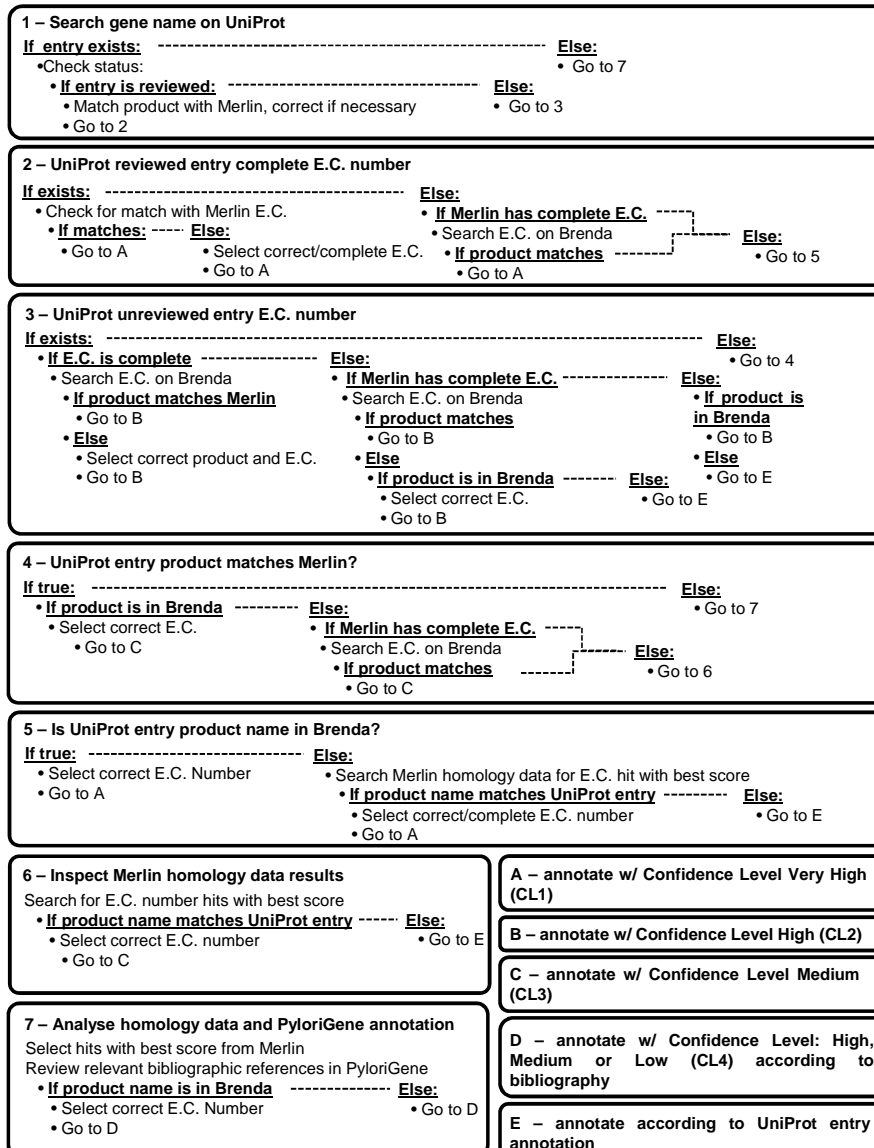 1 – Search gene name on UniProt
If entry exists: Else:
•Check status: • Go to 7
• If entry is reviewed: Else:
• Match product with Merlin, correct if necessary • Go to 3
• Go to 2
2 – UniProt reviewed entry complete E.C. number
If exists: Else:
• Check for match with Merlin E.C. • If Merlin has complete E.C.
• If matches: Else: • Search E.C. on Brenda Else:
• Go to A • Select correct/complete E.C. • If product matches • Go to 5
• Go to A • Go to A
3 – UniProt unreviewed entry E.C. number
If exists: Else:
• If E.C. is complete Else: • Go to 4
• Search E.C. on Brenda • If Merlin has complete E.C. Else:
• If product matches Merlin • Search E.C. on Brenda • If product is
• Go to B • If product matches in Brenda
• Else • Go to B • Go to B
• Select correct product and E.C. • Else • Else
• Go to B • If product is in Brenda Else: • Go to E
• Select correct E.C. • Go to E
• Go to B
4 – UniProt entry product matches Merlin?
If true: Else:
• If product is in Brenda Else: • Go to 7
• Select correct E.C. • If Merlin has complete E.C.
• Go to C • Search E.C. on Brenda Else:
• If product matches • Go to 6
• Go to C
5 – Is UniProt entry product name in Brenda?
If true: Else:
• Select correct E.C. Number • Search Merlin homology data for E.C. hit with best score
• Go to A • If product name matches UniProt entry Else:
• Select correct/complete E.C. number • Go to E
• Go to A
6 – Inspect Merlin homology data results
Search for E.C. number hits with best score
• If product name matches UniProt entry Else:
• Select correct E.C. number • Go to E
• Go to C
7 – Analyse homology data and PyloriGene annotation
Select hits with best score from Merlin
Review relevant bibliographic references in PyloriGene
• If product name is in Brenda Else:
• Select correct E.C. Number • Go to D
• Go to D
A – annotate w/ Confidence Level Very High
(CL1)
B – annotate w/ Confidence Level High (CL2)
C – annotate w/ Confidence Level Medium
(CL3)
D – annotate w/ Confidence Level: High,
Medium or Low (CL4) according to
bibliography
E – annotate according to UniProt entry
annotation